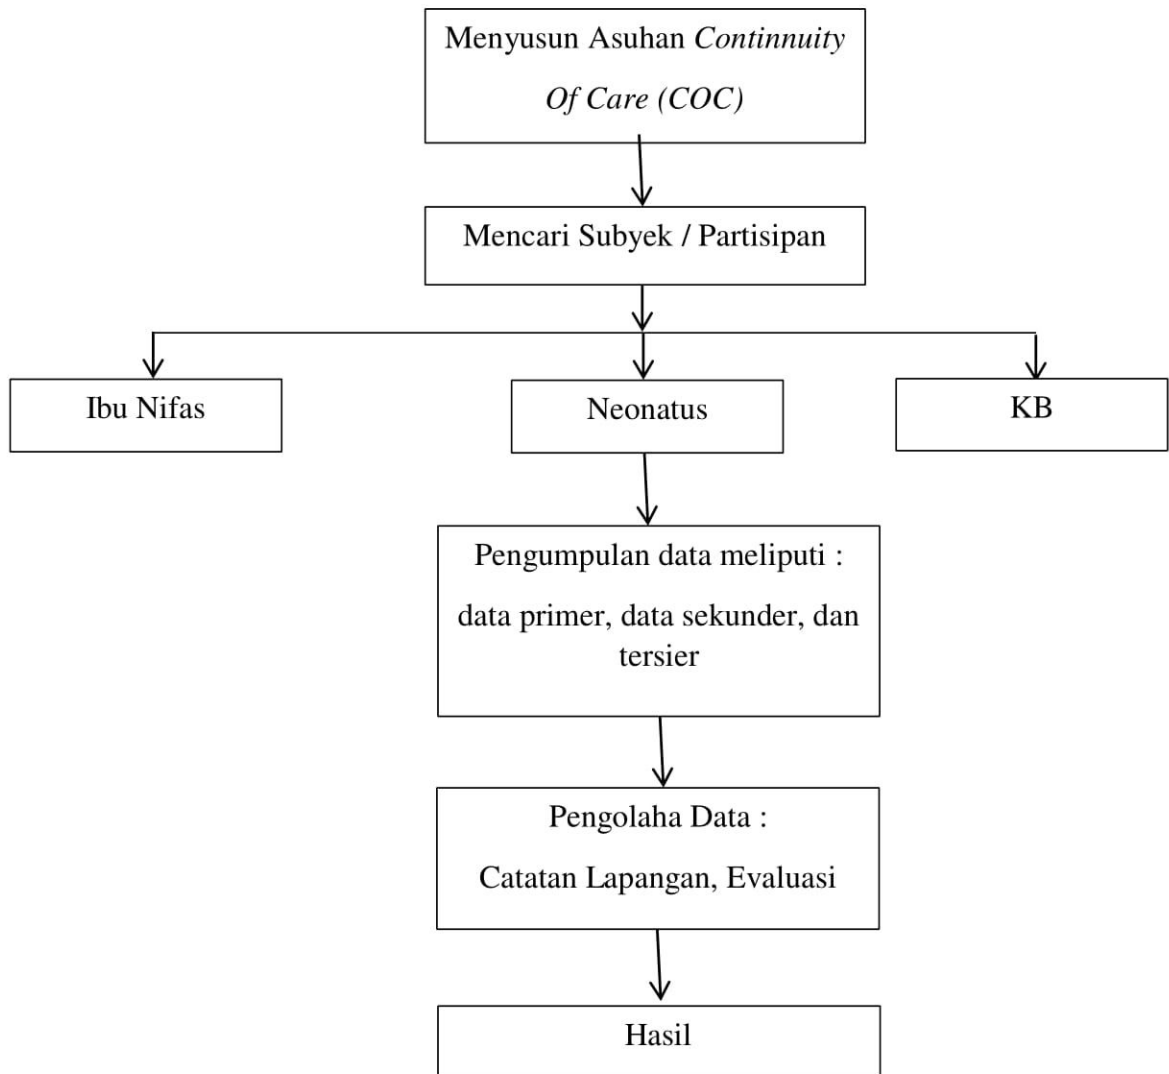 Menyusun Asuhan Continnuity
Of Care (COC)
Mencari Subyek / Partisipan
Ibu Nifas
Neonatus
KB
Pengumpulan data meliputi :
data primer, data sekunder, dan
tersier
Pengolaha Data :
Catatan Lapangan, Evaluasi
Hasil